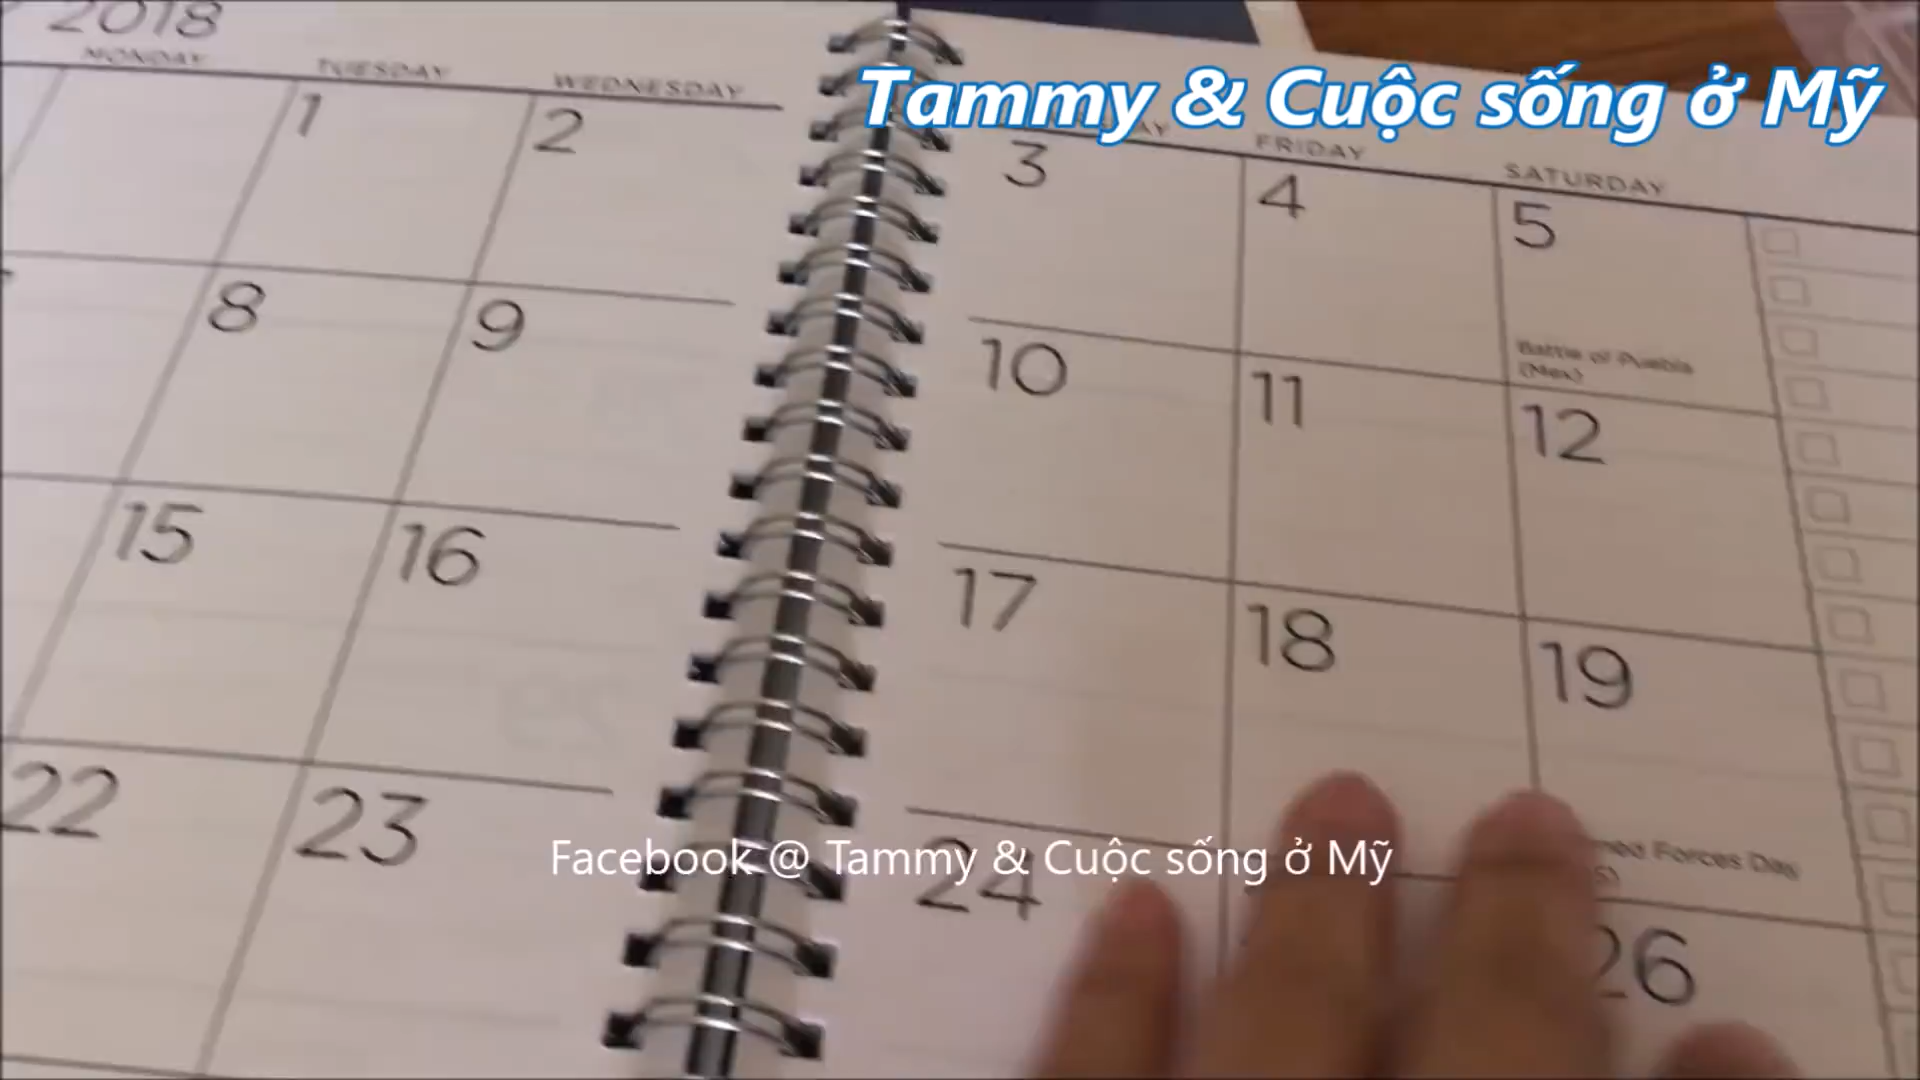 2018
MONDAY TUESDAY WEDNESDAY
Tammy & Cuộc sống ở Mỹ
FRIDAY SATURDAY
1 2 3 4 5
Battle of Puebla
(Mex)
8 9 10 11 12
15 16 17 18 19
Forces Day
22 23 24 26
Facebook @ Tammy & Cuộc sống ở Mỹ